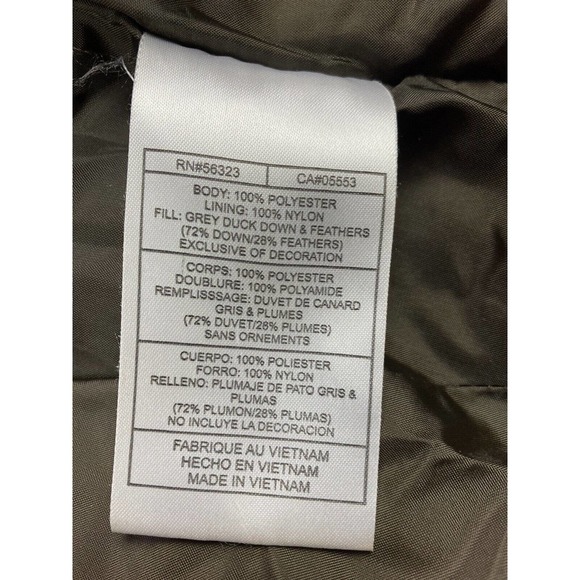 RN#56323 CA#05553
BODY: 100% POLYESTER
LINING: 100% NYLON
FILL: GREY DUCK DOWN & FEATHERS
(72% DOWN/28% FEATHERS)
EXCLUSIVE OF DECORATION
CORPS: 100% POLYESTER
DOUBLURE: 100% POLYAMIDE
REMPLISSSAGE: DUVET DE CANARD
GRIS & PLUMES
(72% DUVET/28% PLUMES)
SANS ORNEMENTS
CUERPO: 100% POLIESTER
FORRO: 100% NYLON
RELLENO: PLUMAJE DE PATO GRIS &
PLUMAS
(72% PLUMON/28% PLUMAS)
NO INCLUYE LA DECORACION
FABRIQUE AU VIETNAM
HECHO EN VIETNAM
MADE IN VIETNAM